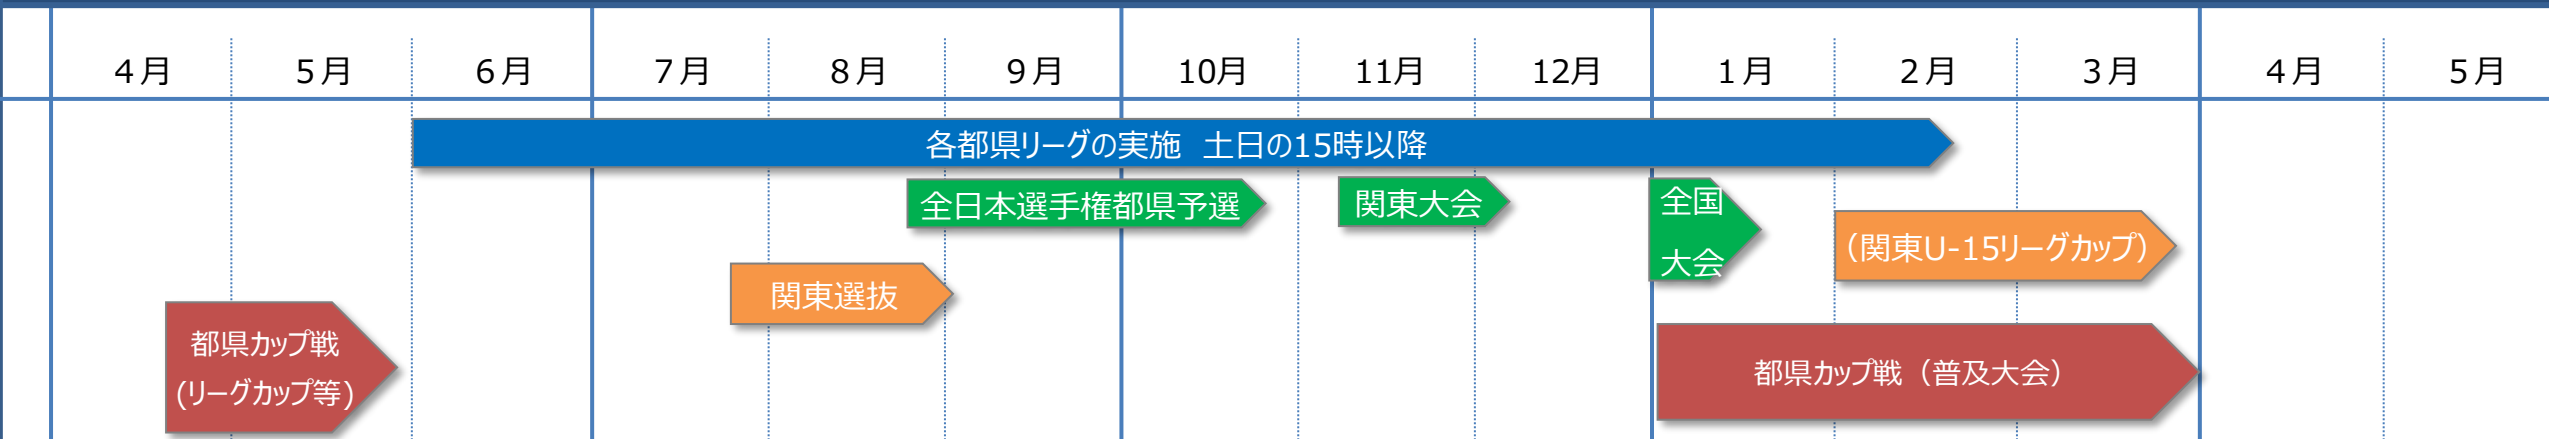 4月 5月 6月 7月 8月 9月 10月 11月 12月 1月 2月 3月 4月 5月
各都県リーグの実施 土日の15時以降
全日本選手権都県予選
関東大会
全国
大会
（関東U-15リーグカップ）
関東選抜
都県カップ戦
(リーグカップ等)
都県カップ戦（普及大会）